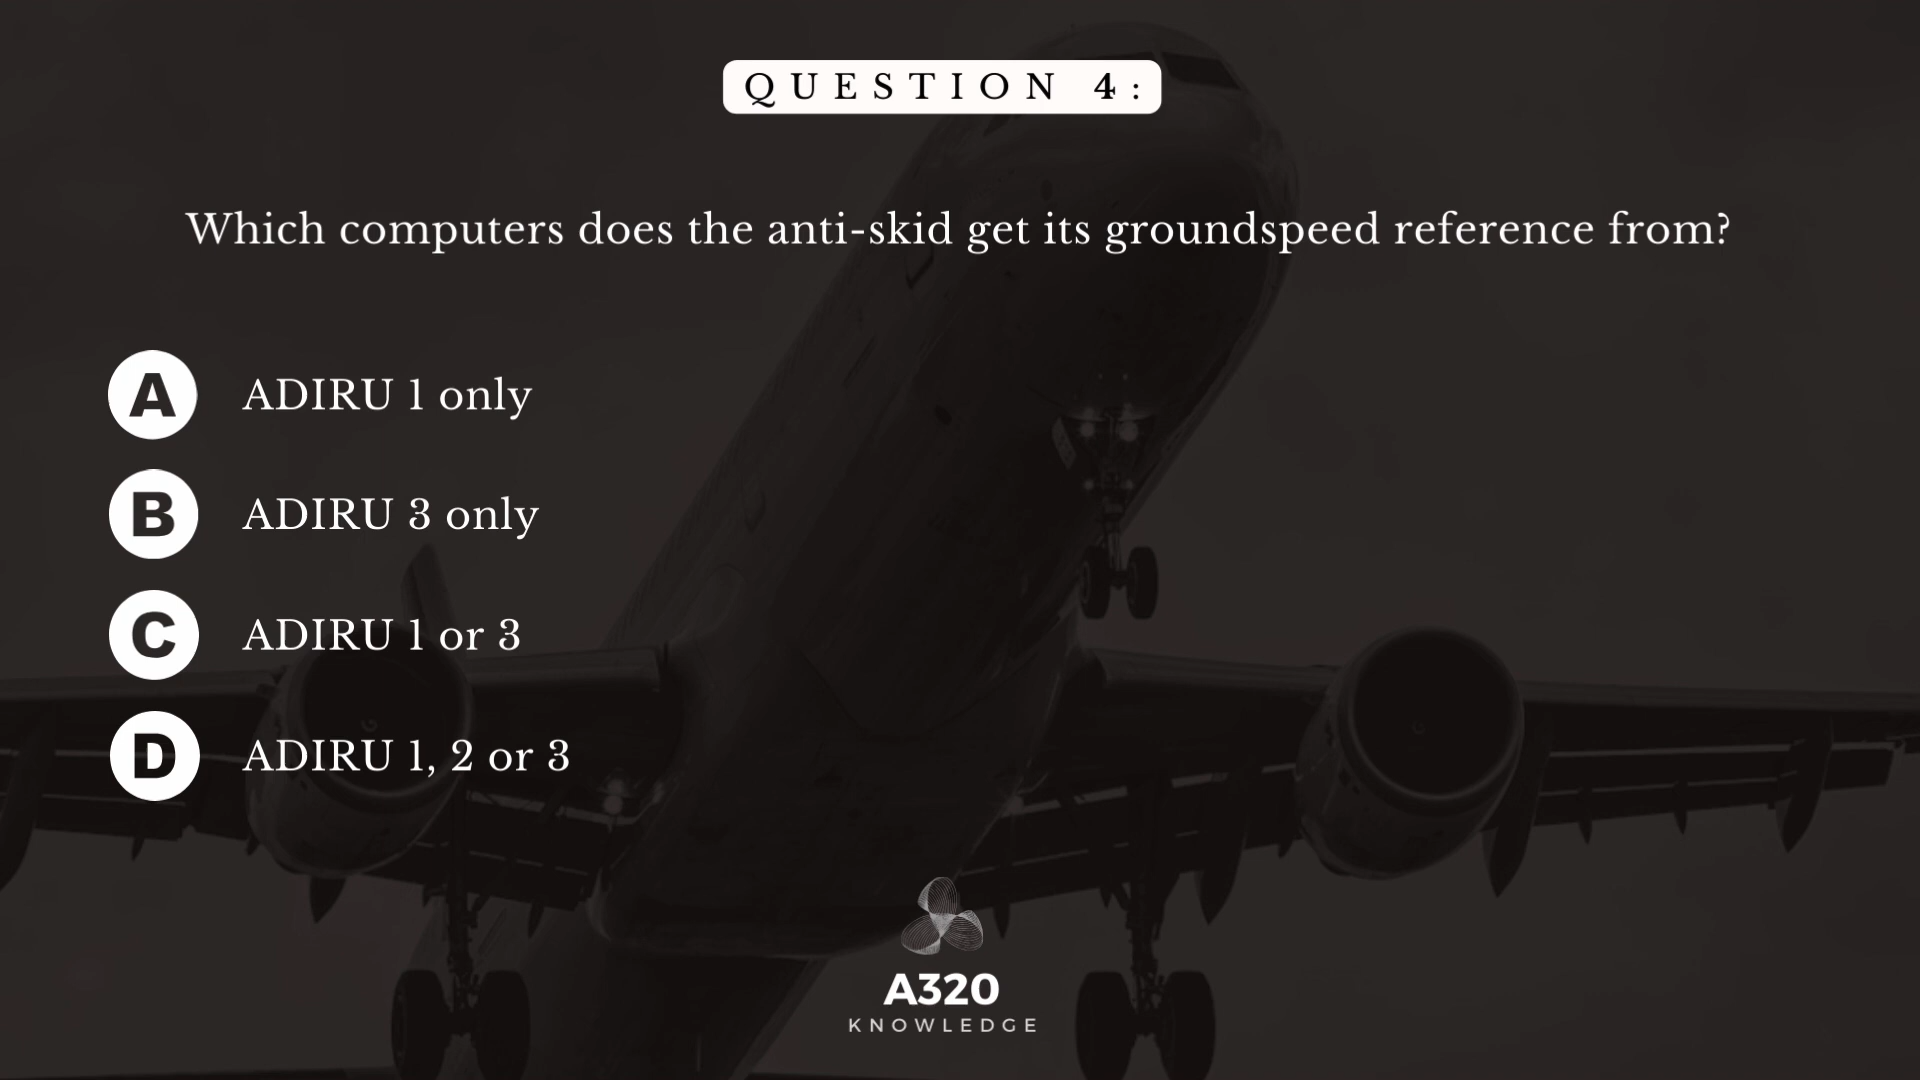 QUESTION 4:
Which computers does the anti-skid get its groundspeed reference from?
A ADIRU 1 only
B ADIRU 3 only
C ADIRU 1 or 3
D ADIRU 1, 2 or 3
A320
KNOWLEDGE